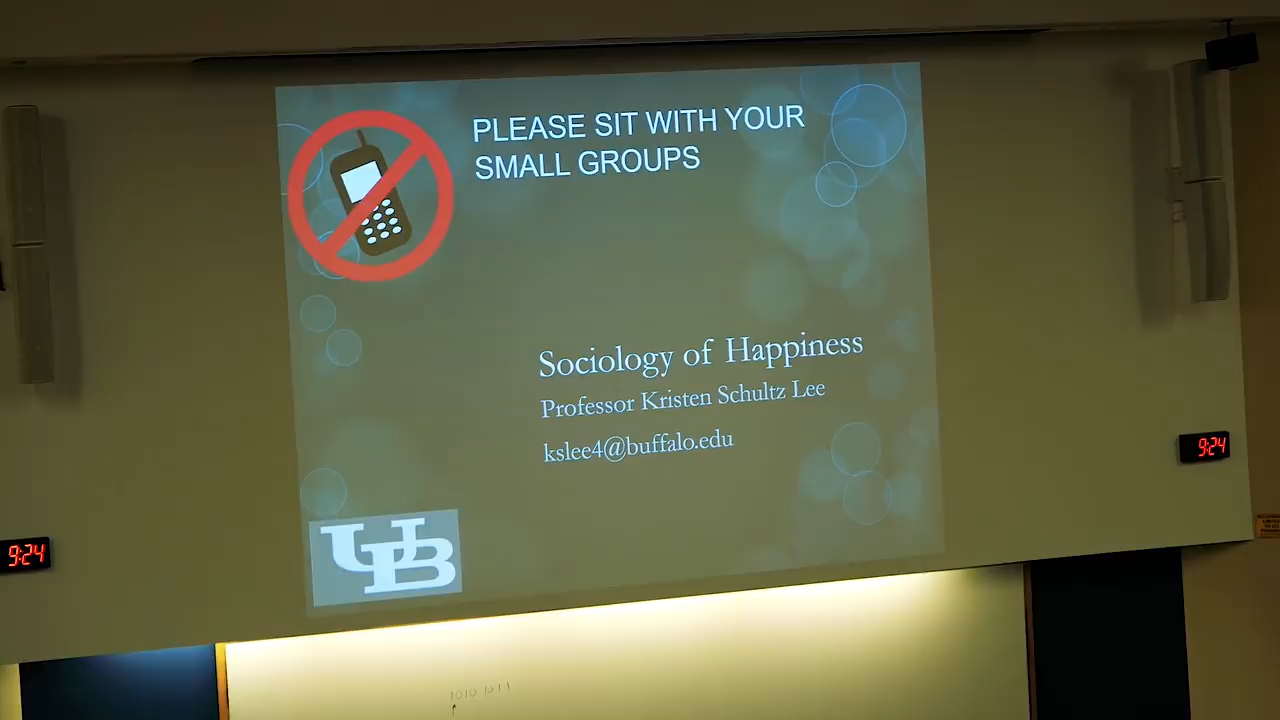 PLEASE SIT WITH YOUR
SMALL GROUPS
Sociology of Happiness
Professor Kristen Schultz Lee
kslee4@buffalo.edu
9:24
9:24
UB